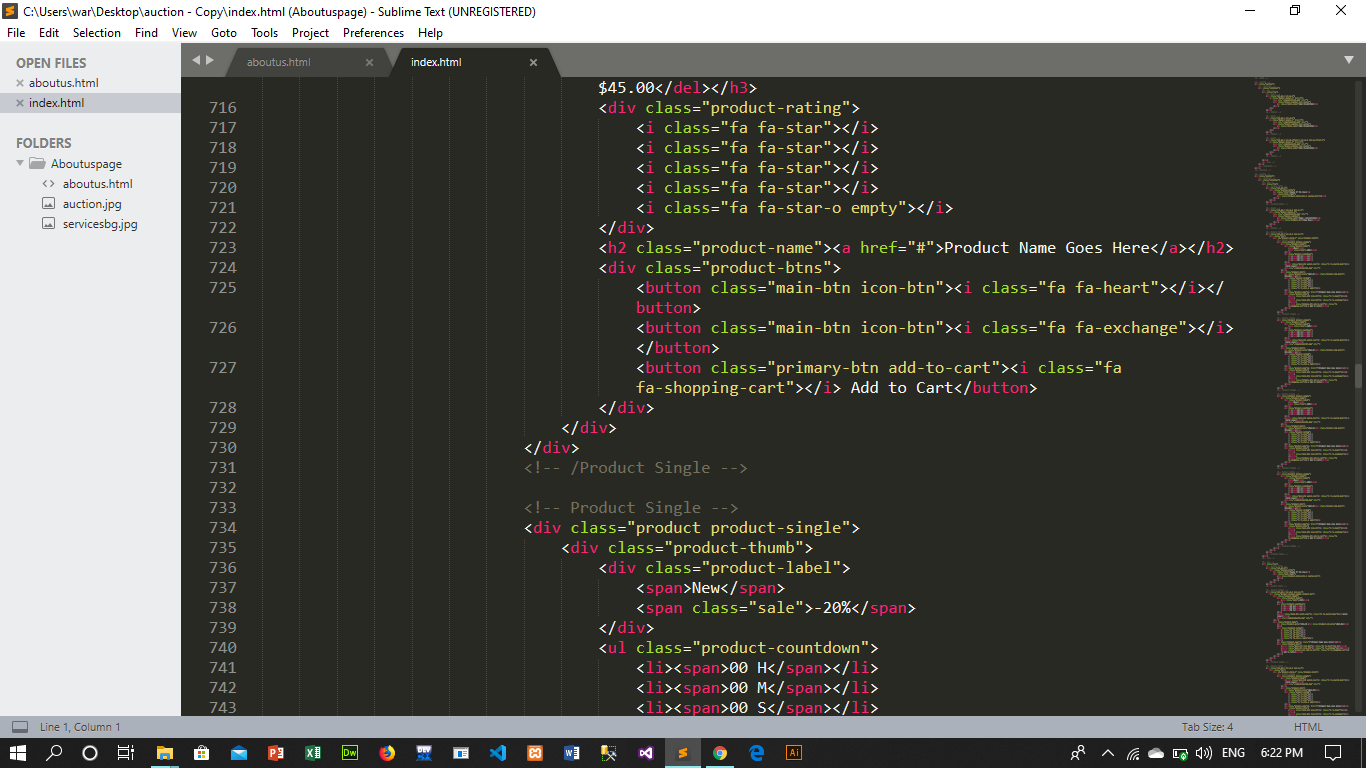 C:\Users\war\Desktop\auction - Copy\index.html (Aboutuspage) - Sublime Text (UNREGISTERED)
File Edit Selection Find View Goto Tools Project Preferences Help
OPEN FILES
aboutus.html
index.html
FOLDERS
Aboutuspage
aboutus.html
auction.jpg
servicesbg.jpg
aboutus.html index.html
$45.00</del></h3>
716 <div class="product-rating">
717 <i class="fa fa-star"></i>
718 <i class="fa fa-star"></i>
719 <i class="fa fa-star"></i>
720 <i class="fa fa-star"></i>
721 <i class="fa fa-star-o empty"></i>
722 </div>
723 <h2 class="product-name"><a href="#">Product Name Goes Here</a></h2>
724 <div class="product-btns">
725 <button class="main-btn icon-btn"><i class="fa fa-heart"></i></
button>
726 <button class="main-btn icon-btn"><i class="fa fa-exchange"></i>
</button>
727 <button class="primary-btn add-to-cart"><i class="fa
fa-shopping-cart"></i> Add to Cart</button>
728 </div>
729 </div>
730 </div>
731 <!-- /Product Single -->
732
733 <!-- Product Single -->
734 <div class="product product-single">
735 <div class="product-thumb">
736 <div class="product-label">
737 <span>New</span>
738 <span class="sale">-20%</span>
739 </div>
740 <ul class="product-countdown">
741 <li><span>00 H</span></li>
742 <li><span>00 M</span></li>
743 <li><span>00 S</span></li>
Line 1, Column 1 Tab Size: 4 HTML
Dw DEV Ai ENG 6:22 PM